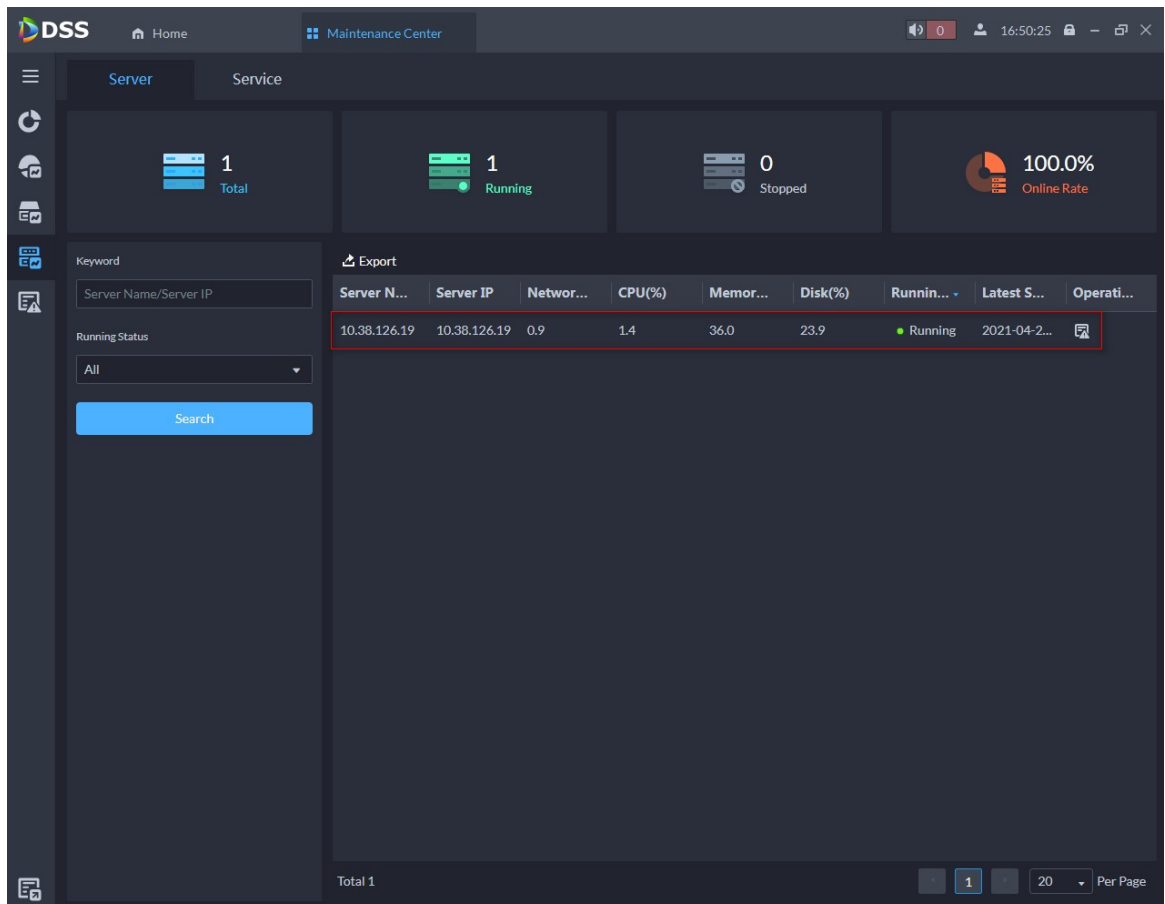 DSS Home Maintenance Center 0 16:50:25
Server Service
1 Total
1 Running
0 Stopped
100.0% Online Rate
Keyword
Server Name/Server IP
Running Status
All
Search
Export
Server N... Server IP Networ... CPU(%) Memor... Disk(%) Runnin... Latest S... Operati...
10.38.126.19 10.38.126.19 0.9 1.4 36.0 23.9 Running 2021-04-2...
Total 1 1 20 Per Page